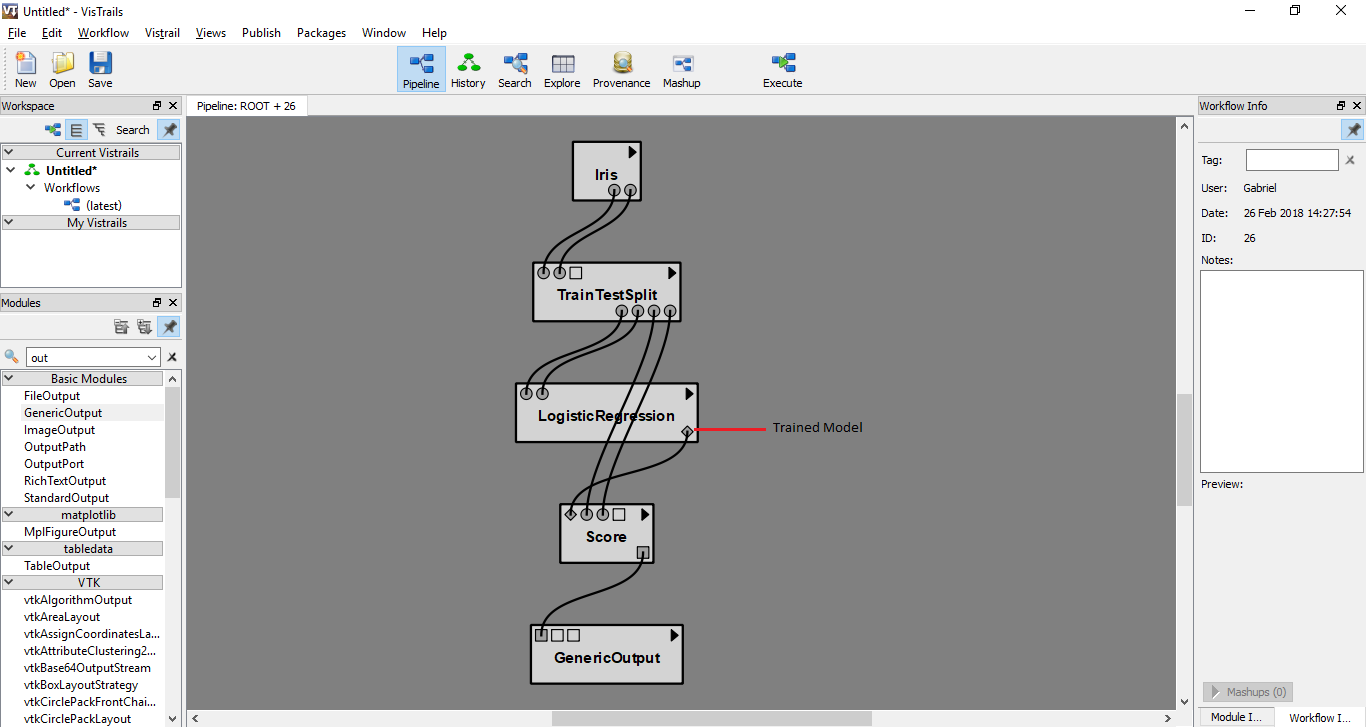 Untitled* - VisTrails
File Edit Workflow Vistrail Views Publish Packages Window Help
New Open Save Pipeline History Search Explore Provenance Mashup Execute
Workspace
Search
Current Vistrails
Untitled*
Workflows
(latest)
My Vistrails
Modules
out
Basic Modules
FileOutput
GenericOutput
ImageOutput
OutputPath
OutputPort
RichTextOutput
StandardOutput
matplotlib
MplFigureOutput
tabledata
TableOutput
VTK
vtkAlgorithmOutput
vtkAreaLayout
vtkAssignCoordinatesLa...
vtkAttributeClustering2...
vtkBase64OutputStream
vtkBoxLayoutStrategy
vtkCirclePackFrontChai...
vtkCirclePackLayout
Pipeline: ROOT + 26
Iris
TrainTestSplit
LogisticRegression
Trained Model
Score
GenericOutput
Workflow Info
Tag:
User: Gabriel
Date: 26 Feb 2018 14:27:54
ID: 26
Notes:
Preview:
Mashups (0)
Module I... Workflow I...